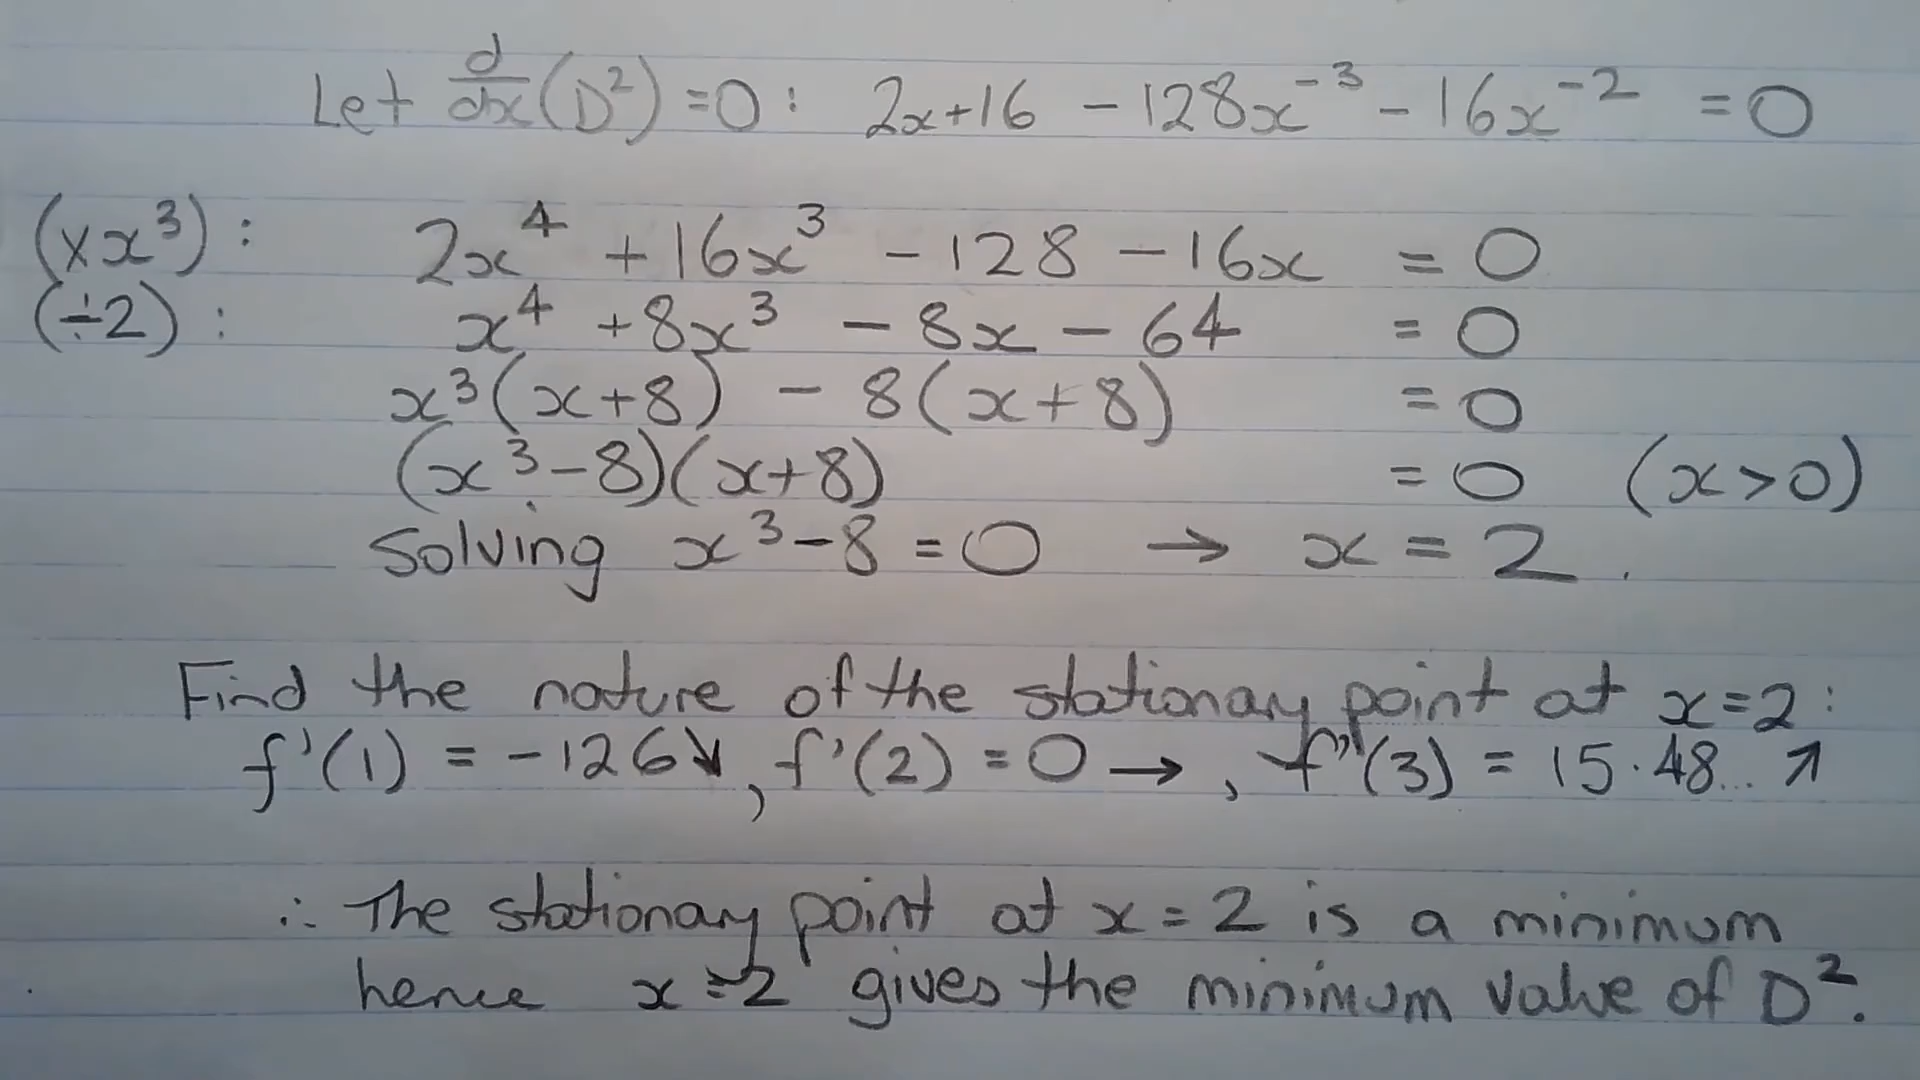 Let d/dx(D²) = 0 : 2x + 16 - 128x⁻³ - 16x⁻² = 0
(×x³) : 2x⁴ + 16x³ - 128 - 16x = 0
(÷2) : x⁴ + 8x³ - 8x - 64 = 0
x³(x+8) - 8(x+8) = 0
(x³-8)(x+8) = 0 (x>0)
Solving x³-8 = 0 → x = 2.
Find the nature of the stationary point at x=2:
f'(1) = -126↘, f'(2) = 0 →, f'(3) = 15·48... ↗
∴ The stationary point at x=2 is a minimum
hence x=2 gives the minimum value of D².